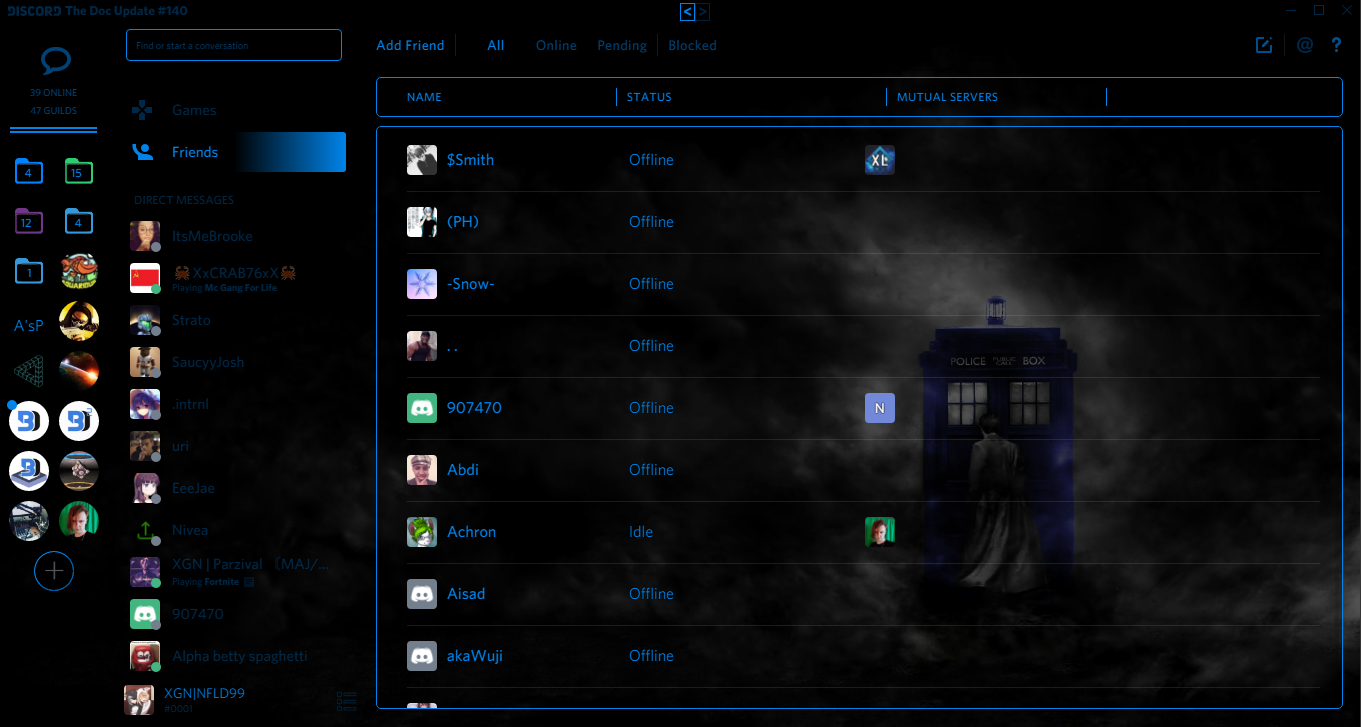 DISCORD The Doc Update #140
< >
Find or start a conversation
39 ONLINE
47 GUILDS
4
15
12
4
1
A'sP
Games
Friends
DIRECT MESSAGES
ItsMeBrooke
🦀XxCRAB76xX🦀
Playing Mc Gang For Life
Strato
SaucyyJosh
.intrnl
uri
EeeJae
Nivea
XGN | Parzival 〔MAJ/...
Playing Fortnite
907470
Alpha betty spaghetti
XGN|NFLD99
#0001
Add Friend All Online Pending Blocked
@ ?
NAME STATUS MUTUAL SERVERS
$Smith Offline XL
(PH) Offline
-Snow- Offline
. . Offline
907470 Offline N
Abdi Offline
Achron Idle
Aisad Offline
akaWuji Offline
POLICE PUBLIC CALL BOX